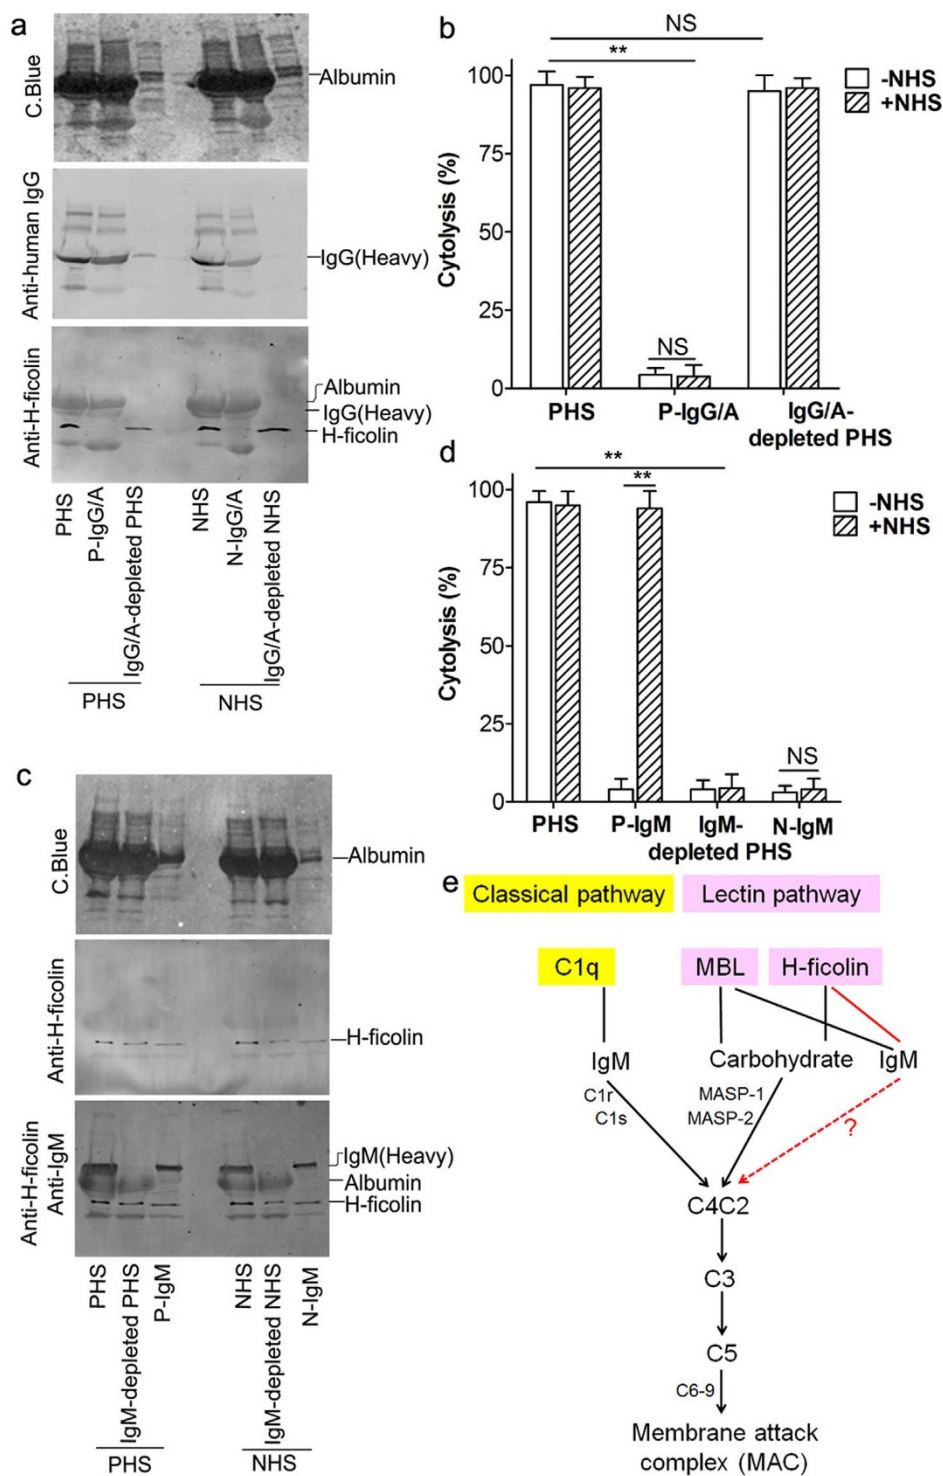 a
C.Blue
Albumin
Anti-human IgG
IgG(Heavy)
Anti-H-ficolin
Albumin
IgG(Heavy)
H-ficolin
PHS
P-IgG/A
IgG/A-depleted PHS
NHS
N-IgG/A
IgG/A-depleted NHS
PHS
NHS
b
NS
**
-NHS
+NHS
Cytolysis (%)
100
75
50
25
0
NS
PHS
P-IgG/A
IgG/A-
depleted PHS
c
C.Blue
Albumin
Anti-H-ficolin
H-ficolin
Anti-H-ficolin
Anti-IgM
IgM(Heavy)
Albumin
H-ficolin
PHS
IgM-depleted PHS
P-IgM
NHS
IgM-depleted NHS
N-IgM
PHS
NHS
d
**
**
-NHS
+NHS
Cytolysis (%)
100
75
50
25
0
NS
PHS
P-IgM
IgM-
depleted PHS
N-IgM
e
Classical pathway
Lectin pathway
C1q
MBL
H-ficolin
IgM
Carbohydrate
IgM
C1r
C1s
MASP-1
MASP-2
?
C4C2
C3
C5
C6-9
Membrane attack
complex (MAC)